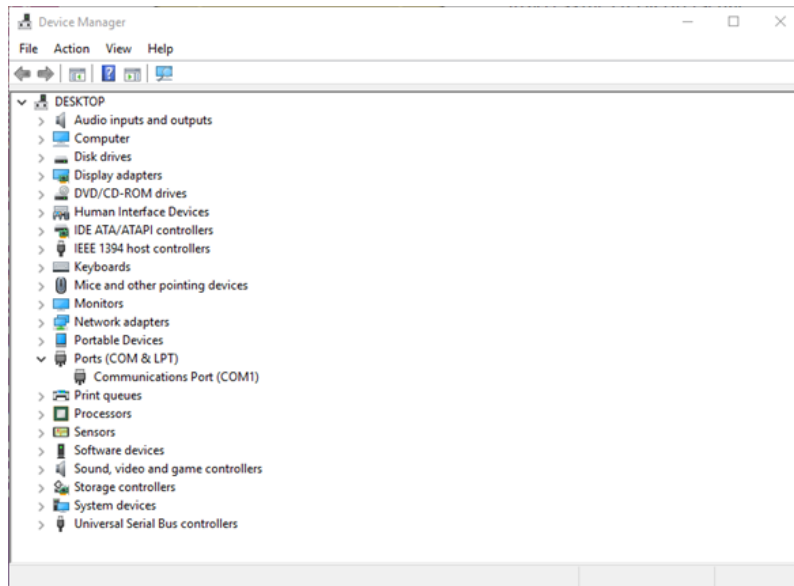 Device Manager
File Action View Help
DESKTOP
Audio inputs and outputs
Computer
Disk drives
Display adapters
DVD/CD-ROM drives
Human Interface Devices
IDE ATA/ATAPI controllers
IEEE 1394 host controllers
Keyboards
Mice and other pointing devices
Monitors
Network adapters
Portable Devices
Ports (COM & LPT)
Communications Port (COM1)
Print queues
Processors
Sensors
Software devices
Sound, video and game controllers
Storage controllers
System devices
Universal Serial Bus controllers